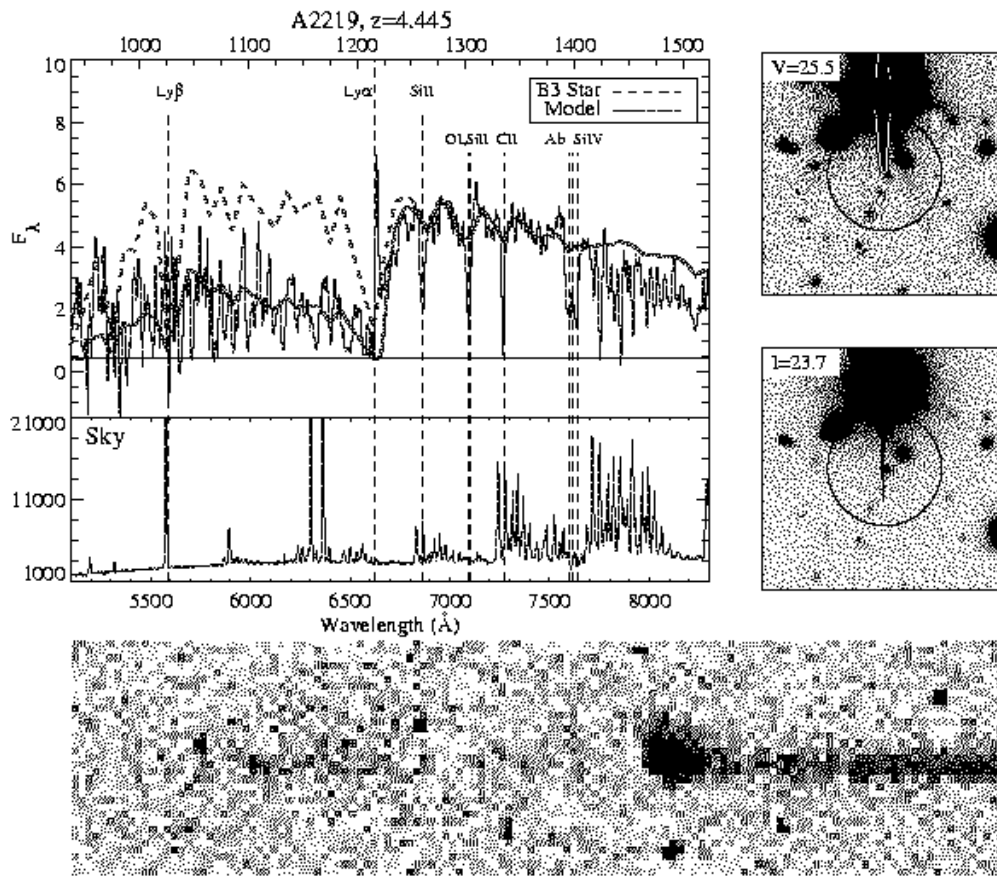 A2219, z=4.445
1000 1100 1200 1300 1400 1500
10
8
6
4
2
0
F λ
Lyβ
Lyα
SiII
B3 Star
Model
OI,SiII
CII
Ab
SiIV
21000
11000
1000
Sky
5500 6000 6500 7000 7500 8000
Wavelength (Å)
V=25.5
I=23.7